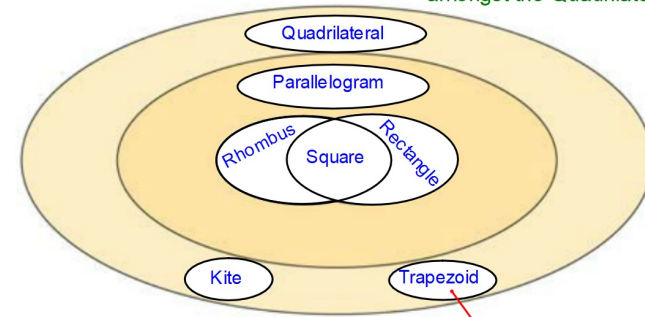 Quadrilateral
Parallelogram
Rhombus
Square
Rectangle
Kite
Trapezoid